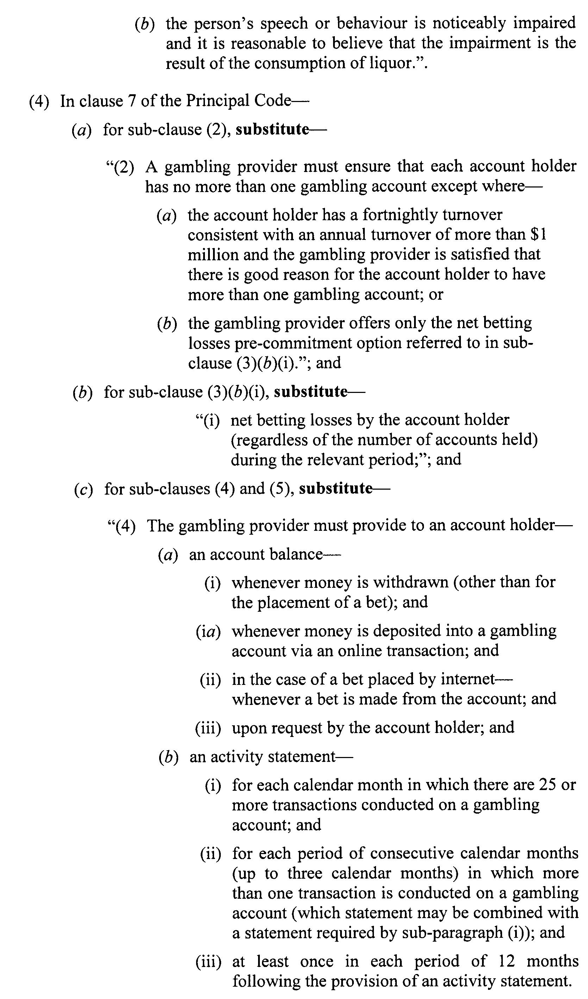 (b) the person’s speech or behaviour is noticeably impaired
and it is reasonable to believe that the impairment is the
result of the consumption of liquor.”.
(4) In clause 7 of the Principal Code—
(a) for sub-clause (2), substitute—
“(2) A gambling provider must ensure that each account holder
has no more than one gambling account except where—
(a) the account holder has a fortnightly turnover
consistent with an annual turnover of more than $1
million and the gambling provider is satisfied that
there is good reason for the account holder to have
more than one gambling account; or
(b) the gambling provider offers only the net betting
losses pre-commitment option referred to in sub-
clause (3)(b)(i).”; and
(b) for sub-clause (3)(b)(i), substitute—
“(i) net betting losses by the account holder
(regardless of the number of accounts held)
during the relevant period;”; and
(c) for sub-clauses (4) and (5), substitute—
“(4) The gambling provider must provide to an account holder—
(a) an account balance—
(i) whenever money is withdrawn (other than for
the placement of a bet); and
(ia) whenever money is deposited into a gambling
account via an online transaction; and
(ii) in the case of a bet placed by internet—
whenever a bet is made from the account; and
(iii) upon request by the account holder; and
(b) an activity statement—
(i) for each calendar month in which there are 25 or
more transactions conducted on a gambling
account; and
(ii) for each period of consecutive calendar months
(up to three calendar months) in which more
than one transaction is conducted on a gambling
account (which statement may be combined with
a statement required by sub-paragraph (i)); and
(iii) at least once in each period of 12 months
following the provision of an activity statement.